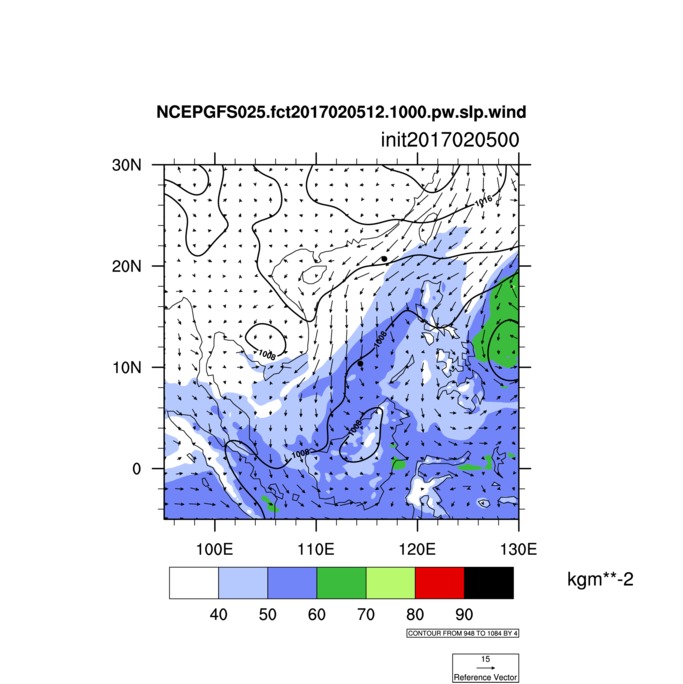 NCEPGFS025.fct2017020512.1000.pw.slp.wind
init2017020500
30N
1016
20N
1008
1008
10N
1008
1008
0
100E 110E 120E 130E
kgm**-2
40 50 60 70 80 90
CONTOUR FROM 948 TO 1084 BY 4
15
Reference Vector